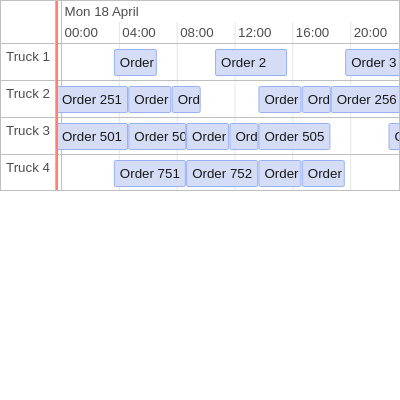 Mon 18 April
00:00 04:00 08:00 12:00 16:00 20:00
Truck 1 Order Order 2 Order 3
Truck 2 Order 251 Order Ord Order Ord Order 256
Truck 3 Order 501 Order 50 Order Ord Order 505
Truck 4 Order 751 Order 752 Order Order